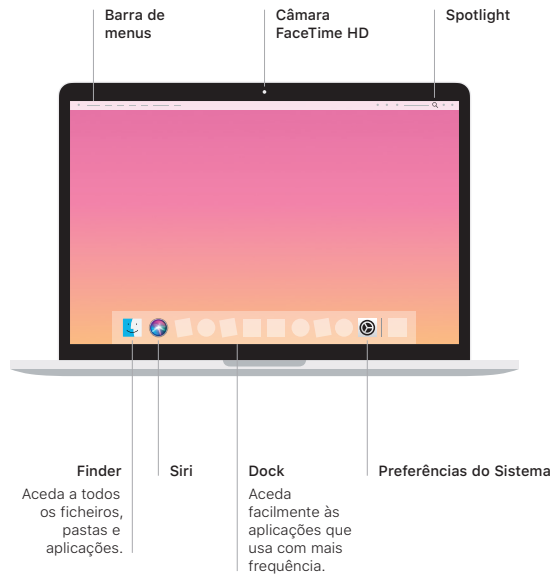 Barra de
menus
Câmara
FaceTime HD
Spotlight
Finder
Aceda a todos
os ficheiros,
pastas e
aplicações.
Siri
Dock
Aceda
facilmente às
aplicações que
usa com mais
frequência.
Preferências do Sistema